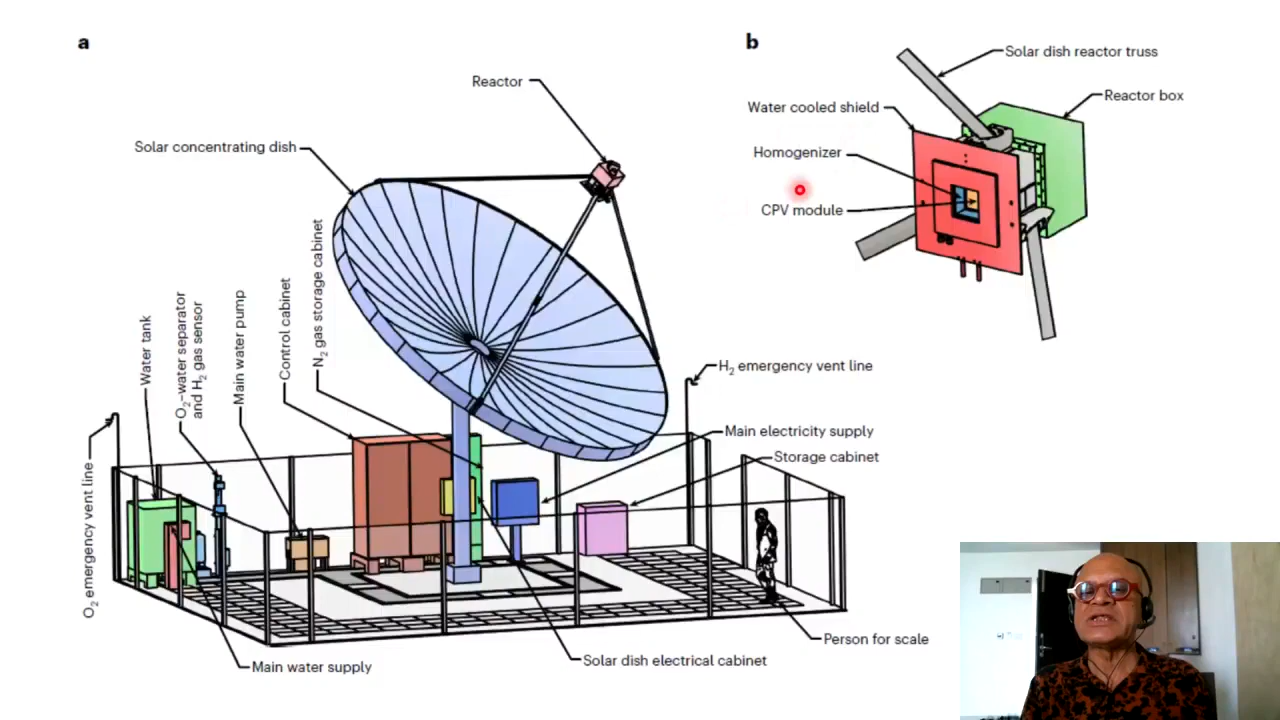 a
b
Reactor
Solar concentrating dish
Water tank
O₂–water separator
and H₂ gas sensor
Main water pump
Control cabinet
N₂ gas storage cabinet
O₂ emergency vent line
H₂ emergency vent line
Main electricity supply
Storage cabinet
Person for scale
Solar dish electrical cabinet
Main water supply
Solar dish reactor truss
Reactor box
Water cooled shield
Homogenizer
CPV module